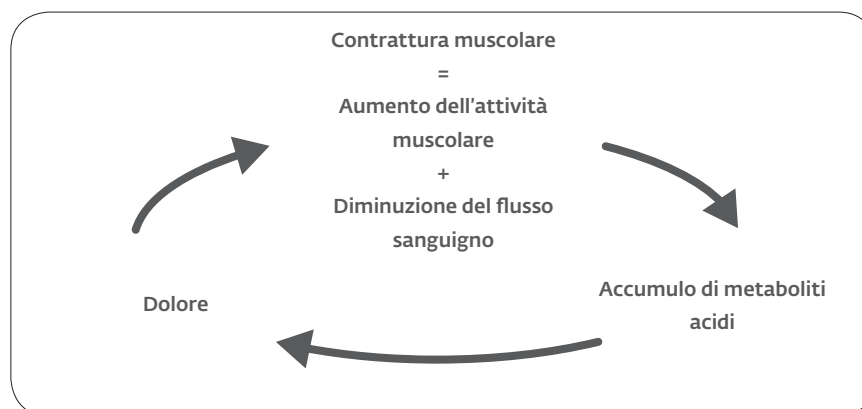 Contrattura muscolare
=
Aumento dell’attività
muscolare
+
Diminuzione del flusso
sanguigno
Accumulo di metaboliti
acidi
Dolore